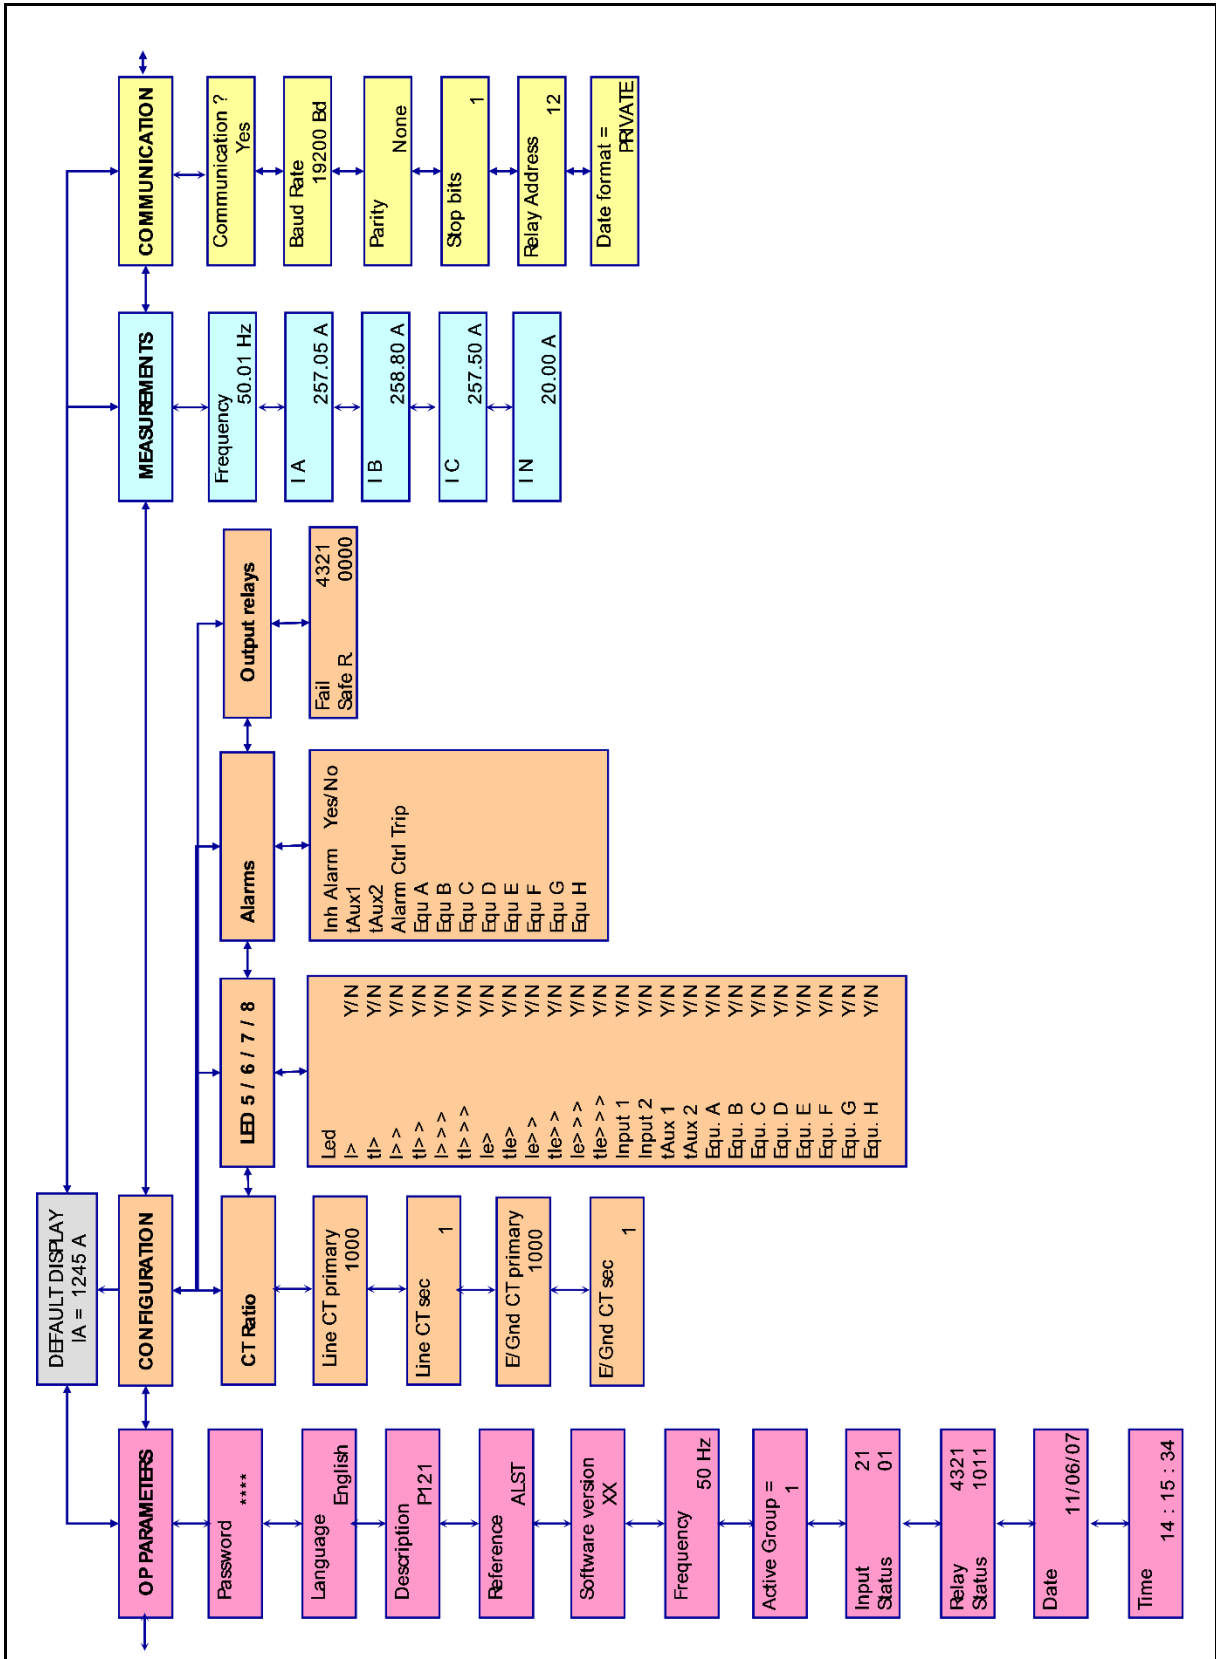 DEFAULT DISPLAY
IA = 1245 A
OP PARAMETERS
Password
****
Language
English
Description
P121
Reference
ALST
Software version
XX
Frequency
50 Hz
Active Group =
1
Input 21
Status 01
Relay 4321
Status 1011
Date
11/06/07
Time
14 : 15 : 34
CONFIGURATION
CT Ratio
Line CT primary
1000
Line CT sec
1
E/Gnd CT primary
1000
E/Gnd CT sec
1
LED 5 / 6 / 7 / 8
Led
I> Y/N
tI> Y/N
I>> Y/N
tI>> Y/N
I>>> Y/N
tI>>> Y/N
Ie> Y/N
tIe> Y/N
Ie>> Y/N
tIe>> Y/N
Ie>>> Y/N
tIe>>> Y/N
Input 1 Y/N
Input 2 Y/N
tAux 1 Y/N
tAux 2 Y/N
Equ. A Y/N
Equ. B Y/N
Equ. C Y/N
Equ. D Y/N
Equ. E Y/N
Equ. F Y/N
Equ. G Y/N
Equ. H Y/N
Alarms
Inh Alarm Yes/No
tAux1
tAux2
Alarm Ctrl Trip
Equ A
Equ B
Equ C
Equ D
Equ E
Equ F
Equ G
Equ H
Output relays
Fail 4321
Safe R 0000
MEASUREMENTS
Frequency
50.01 Hz
I A
257.05 A
I B
258.80 A
I C
257.50 A
I N
20.00 A
COMMUNICATION
Communication ?
Yes
Baud Rate
19200 Bd
Parity
None
Stop bits
1
Relay Address
12
Date format =
PRIVATE